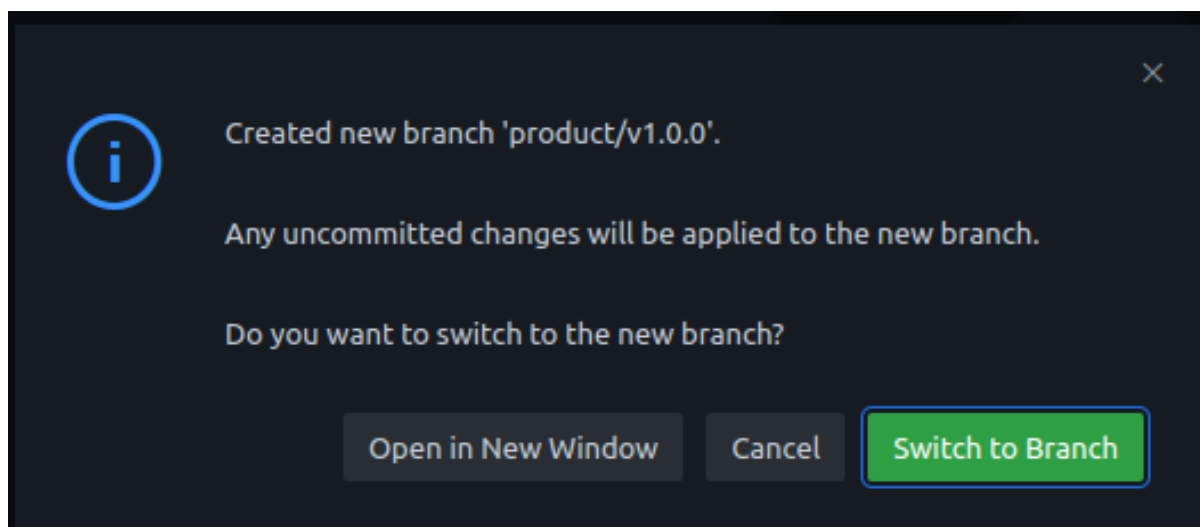 Created new branch 'product/v1.0.0'.
Any uncommitted changes will be applied to the new branch.
Do you want to switch to the new branch?
Open in New Window
Cancel
Switch to Branch